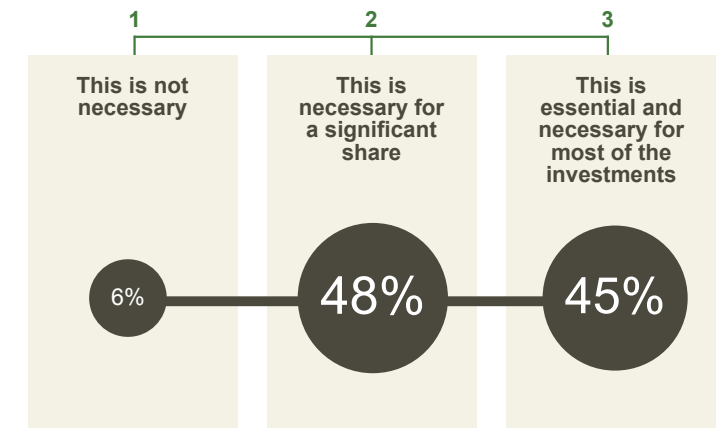 1 2 3
This is not
necessary
This is
necessary for
a significant
share
This is
essential and
necessary for
most of the
investments
6% 48% 45%